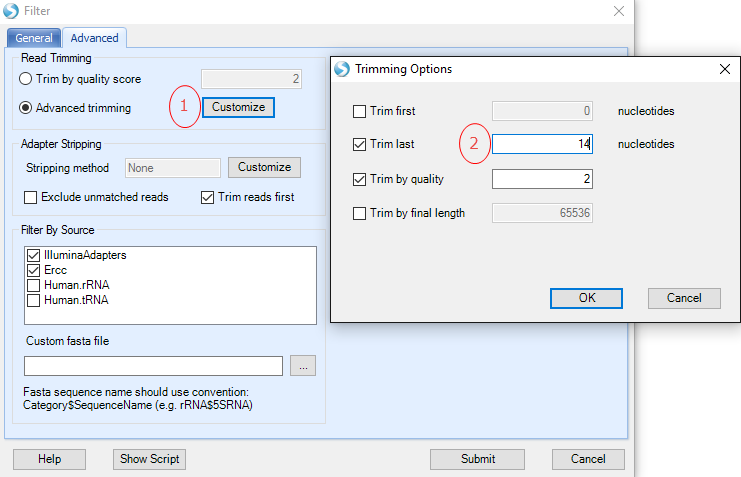 Filter
General Advanced
Read Trimming
Trim by quality score 2
Advanced trimming 1 Customize
Adapter Stripping
Stripping method None Customize
Exclude unmatched reads Trim reads first
Filter By Source
IlluminaAdapters
Ercc
Human.rRNA
Human.tRNA
Custom fasta file
...
Fasta sequence name should use convention:
Category$SequenceName (e.g. rRNA$5SRNA)
Help Show Script Submit Cancel
Trimming Options
Trim first 0 nucleotides
Trim last 2 14 nucleotides
Trim by quality 2
Trim by final length 65536
OK Cancel